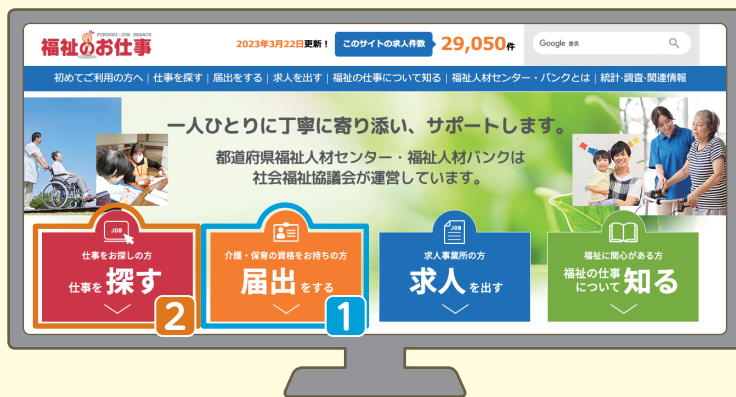 FUKUSHI-JOB SEARCH
福祉のお仕事
2023年3月22日更新！ このサイトの求人件数 29,050件
Google 提供
初めてご利用の方へ｜仕事を探す｜届出をする｜求人を出す｜福祉の仕事について知る｜福祉人材センター・バンクとは｜統計・調査・関連情報
一人ひとりに丁寧に寄り添い、サポートします。
都道府県福祉人材センター・福祉人材バンクは
社会福祉協議会が運営しています。
JOB
仕事をお探しの方
仕事を 探す
2
介護・保育の資格をお持ちの方
届出をする
1
JOB
求人事業所の方
求人を出す
福祉に関心がある方
福祉の仕事について 知る